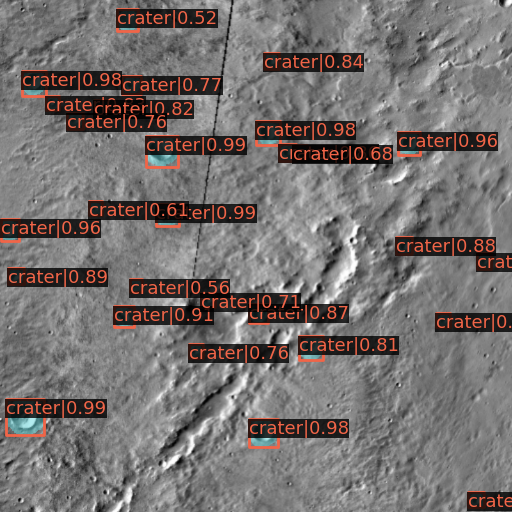 crater|0.52
crater|0.84
crater|0.98
crater|0.77
crater|0.82
crater|0.76
crater|0.98
crater|0.96
crater|0.99
crater|0.68
crater|0.61
crater|0.96
crater|0.88
crat
crater|0.89
crater|0.56
crater|0.71
crater|0.87
crater|0.91
crater|0.
crater|0.76
crater|0.81
crater|0.99
crater|0.98
crate